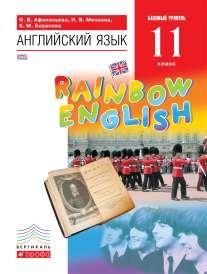 О. В. Афанасьева, И. В. Михеева,
К. М. Баранова
БАЗОВЫЙ УРОВЕНЬ
АНГЛИЙСКИЙ ЯЗЫК
11
класс
RAINBOW
ENGLISH
ВЕРТИКАЛЬ
ДРОФА